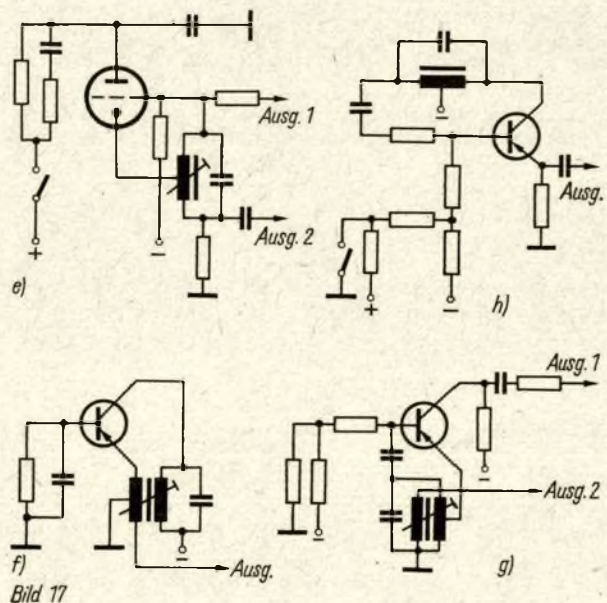 Ausg. 1
Ausg. 2
+
−
e)
Ausg.
+
−
−
h)
Ausg.
−
f)
Ausg. 1
−
Ausg. 2
−
g)
Bild 17